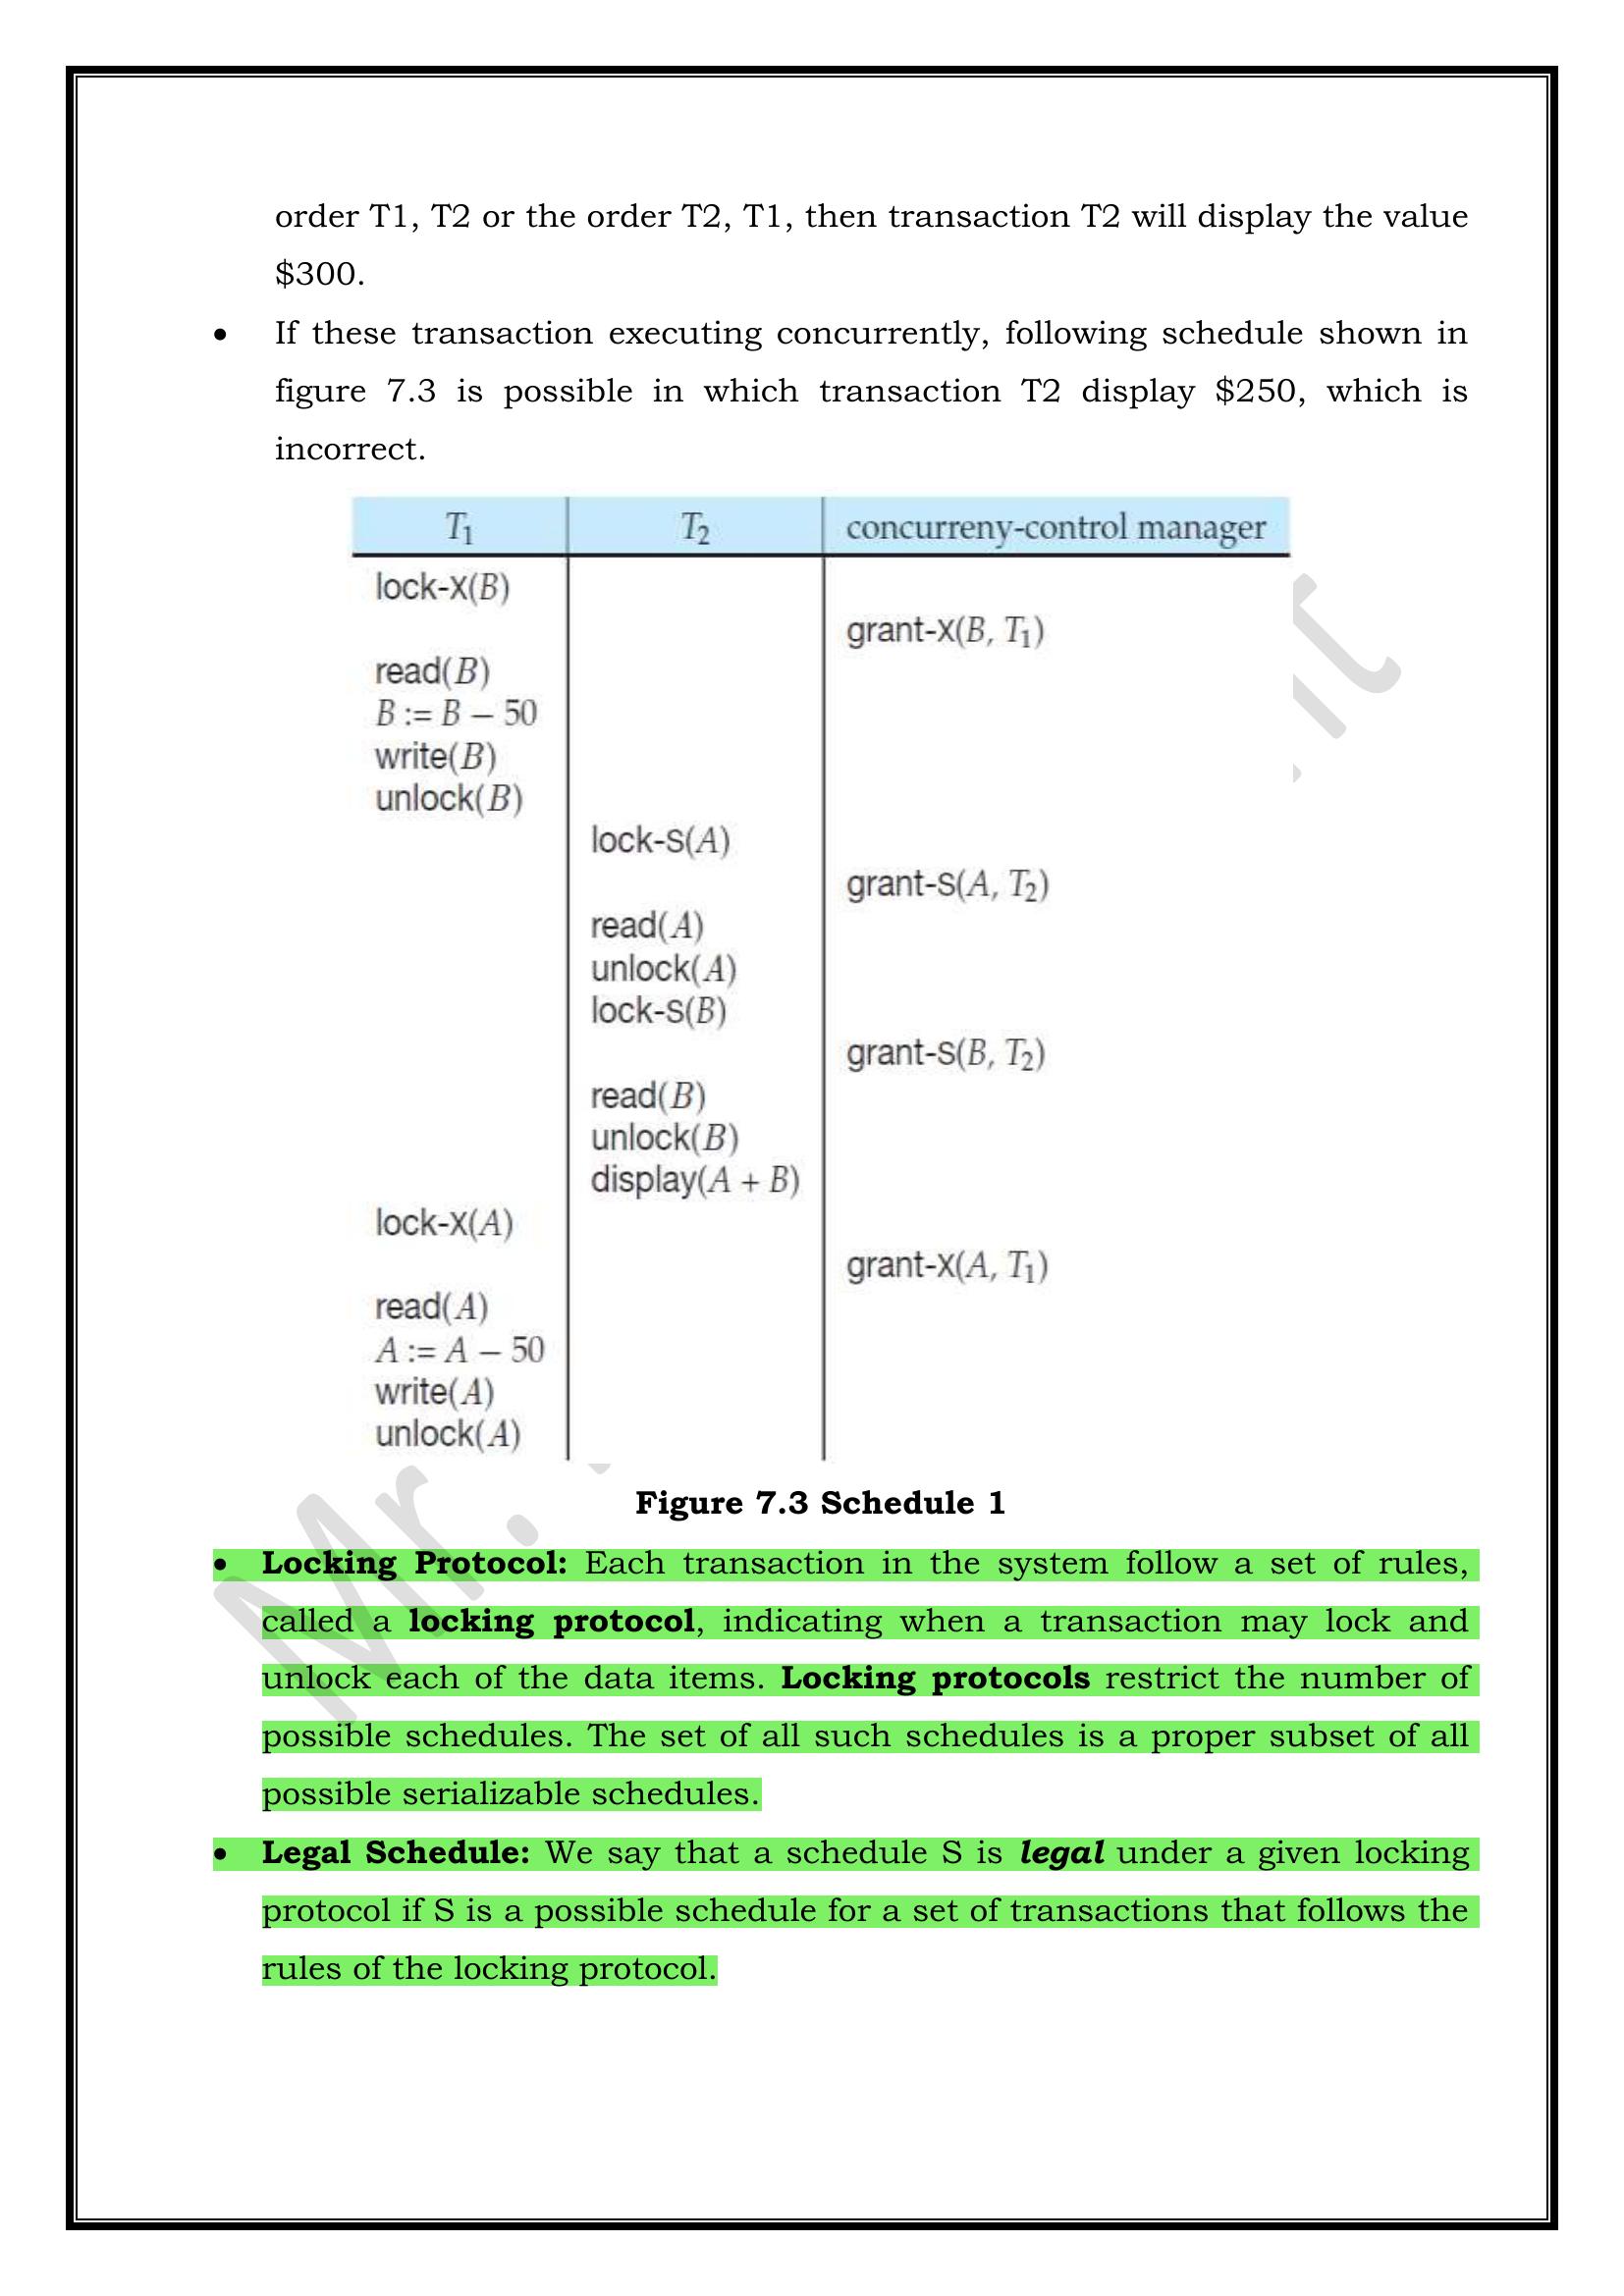 order T1, T2 or the order T2, T1, then transaction T2 will display the value
$300.
• If these transaction executing concurrently, following schedule shown in
figure 7.3 is possible in which transaction T2 display $250, which is
incorrect.
T1 T2 concurreny-control manager
lock-X(B)
grant-X(B, T1)
read(B)
B := B – 50
write(B)
unlock(B)
lock-S(A)
grant-S(A, T2)
read(A)
unlock(A)
lock-S(B)
grant-S(B, T2)
read(B)
unlock(B)
display(A + B)
lock-X(A)
grant-X(A, T1)
read(A)
A := A – 50
write(A)
unlock(A)
Figure 7.3 Schedule 1
• Locking Protocol: Each transaction in the system follow a set of rules,
called a locking protocol, indicating when a transaction may lock and
unlock each of the data items. Locking protocols restrict the number of
possible schedules. The set of all such schedules is a proper subset of all
possible serializable schedules.
• Legal Schedule: We say that a schedule S is legal under a given locking
protocol if S is a possible schedule for a set of transactions that follows the
rules of the locking protocol.
Mr.